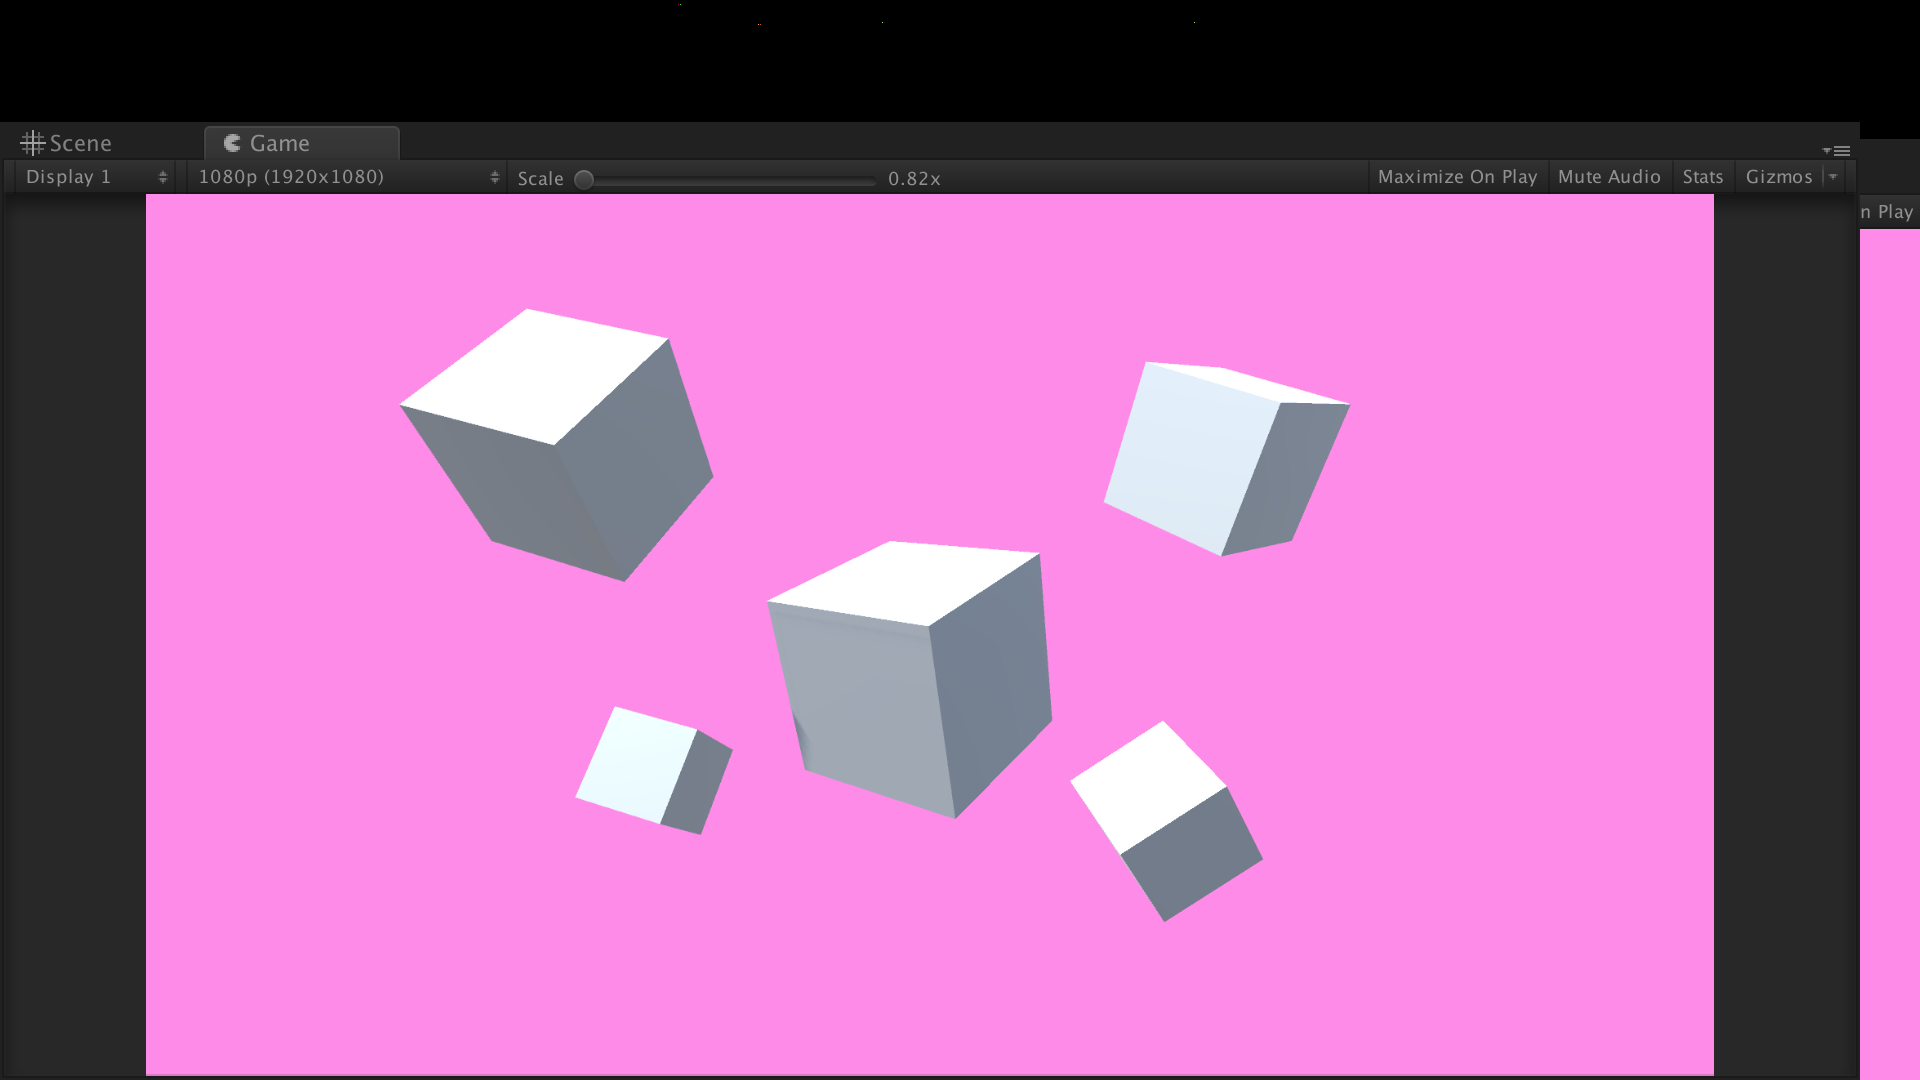 Scene Game
Display 1 1080p (1920x1080) Scale 0.82x Maximize On Play Mute Audio Stats Gizmos
n Play